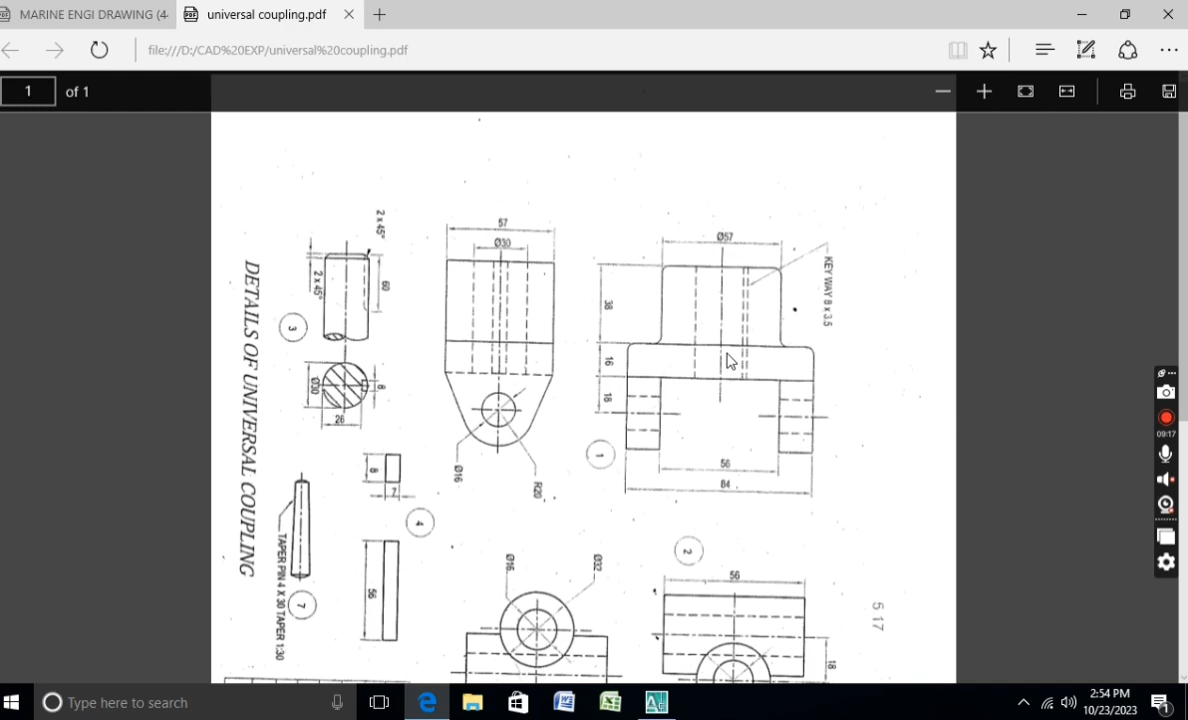 MARINE ENGI DRAWING (4-
universal coupling.pdf
file:///D:/CAD%20EXP/universal%20coupling.pdf
1
of 1
57
Ø30
Ø16
R20
Ø57
KEY WAY 8 x 3.5
38
16
18
56
84
1
2 x 45°
2 x 45°
60
3
Ø30
8
26
DETAILS OF UNIVERSAL COUPLING
8
7
4
56
TAPER PIN 4 X 30 TAPER 1:30
7
Ø16
Ø32
2
56
18
5 17
09:17
Type here to search
2:54 PM
10/23/2023
1